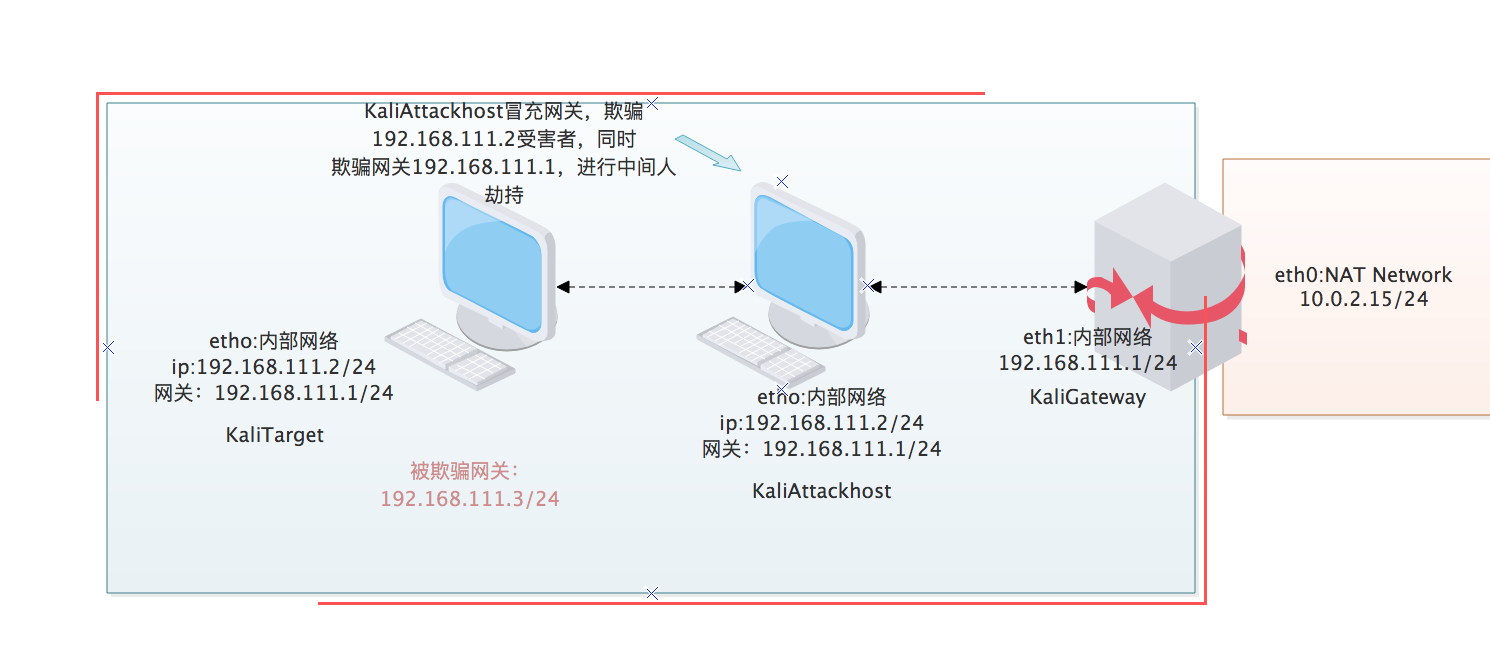 KaliAttackhost冒充网关，欺骗
192.168.111.2受害者，同时
欺骗网关192.168.111.1，进行中间人
劫持
eth0:NAT Network
10.0.2.15/24
etho:内部网络
ip:192.168.111.2/24
网关：192.168.111.1/24
KaliTarget
eth1:内部网络
192.168.111.1/24
KaliGateway
etho:内部网络
ip:192.168.111.2/24
网关：192.168.111.1/24
KaliAttackhost
被欺骗网关：
192.168.111.3/24